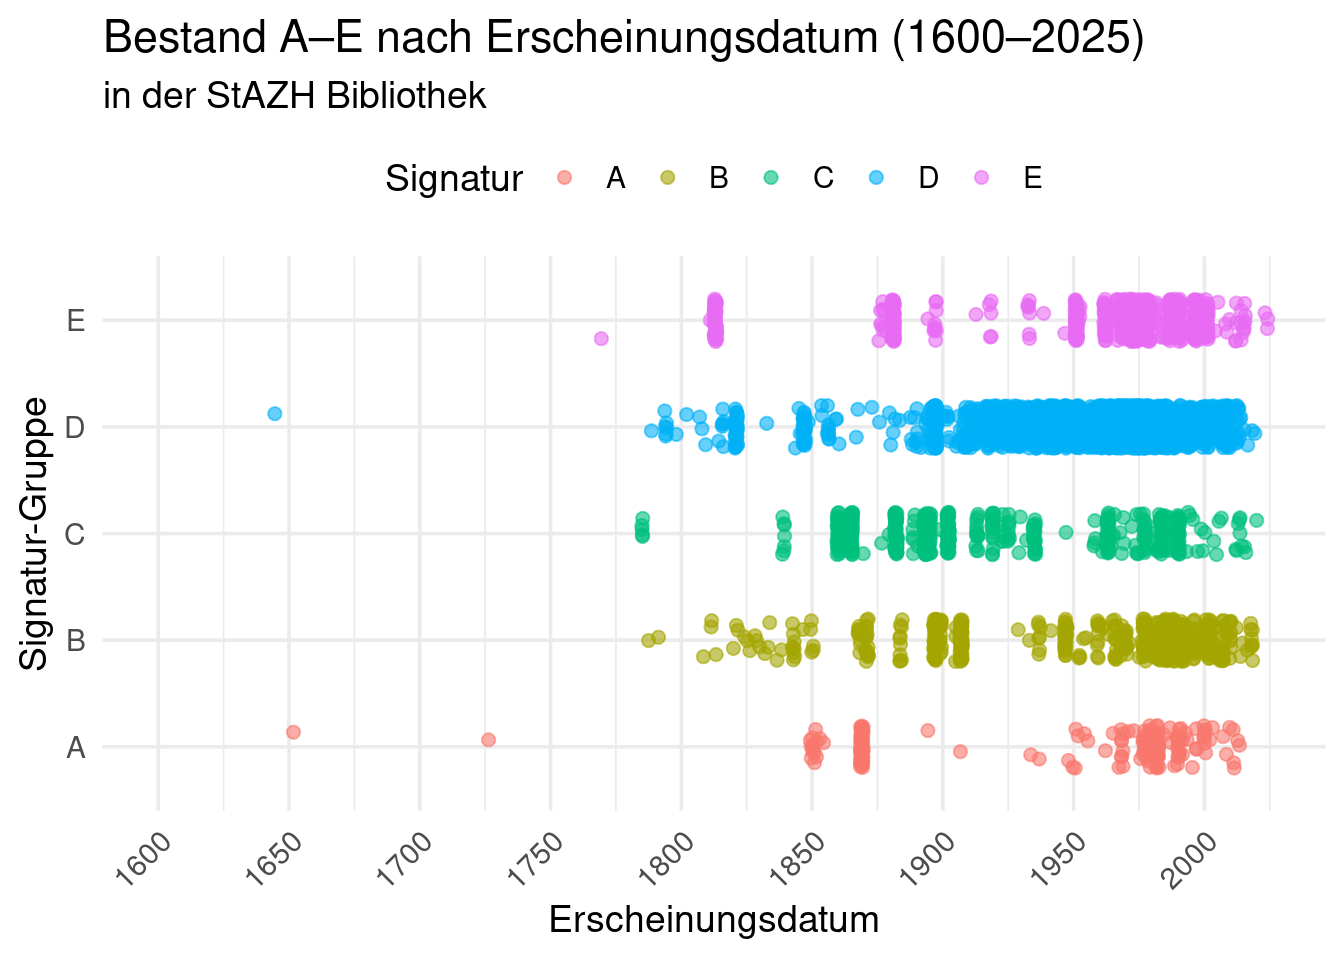 Bestand A–E nach Erscheinungsdatum (1600–2025)
in der StAZH Bibliothek
Signatur A B C D E
Signatur-Gruppe
E
D
C
B
A
1600 1650 1700 1750 1800 1850 1900 1950 2000
Erscheinungsdatum